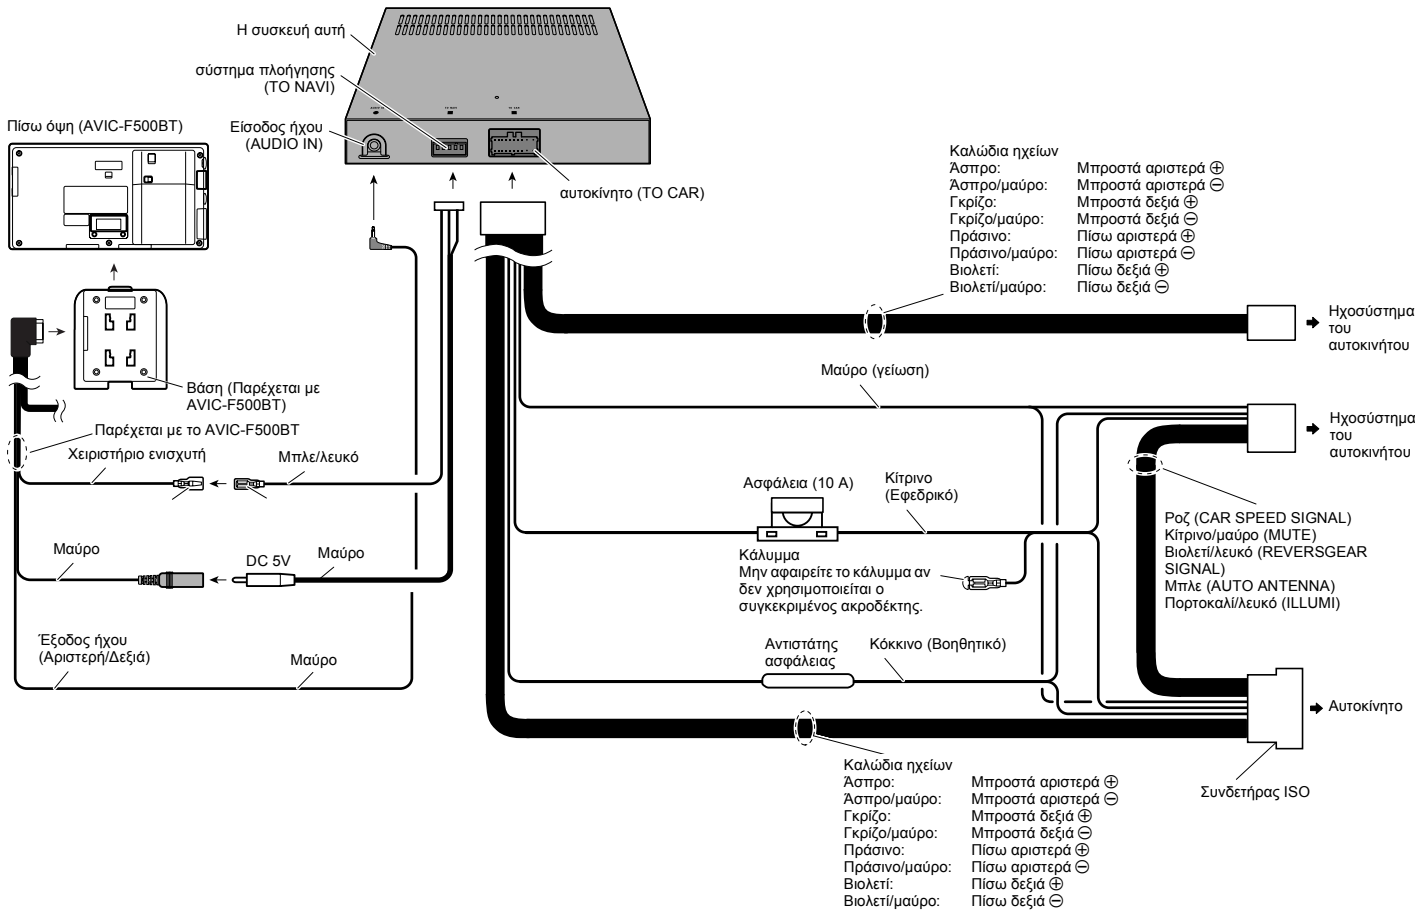 Η συσκευή αυτή
σύστημα πλοήγησης
(TO NAVI)
Πίσω όψη (AVIC-F500BT)
Είσοδος ήχου
(AUDIO IN)
αυτοκίνητο (TO CAR)
Καλώδια ηχείων
Άσπρο: Μπροστά αριστερά ⊕
Άσπρο/μαύρο: Μπροστά αριστερά ⊖
Γκρίζο: Μπροστά δεξιά ⊕
Γκρίζο/μαύρο: Μπροστά δεξιά ⊖
Πράσινο: Πίσω αριστερά ⊕
Πράσινο/μαύρο: Πίσω αριστερά ⊖
Βιολετί: Πίσω δεξιά ⊕
Βιολετί/μαύρο: Πίσω δεξιά ⊖
Ηχοσύστημα
του
αυτοκινήτου
Μαύρο (γείωση)
Βάση (Παρέχεται με
AVIC-F500BT)
Ηχοσύστημα
του
αυτοκινήτου
Παρέχεται με το AVIC-F500BT
Χειριστήριο ενισχυτή
Μπλε/λευκό
Ασφάλεια (10 A)
Κίτρινο
(Εφεδρικό)
Ροζ (CAR SPEED SIGNAL)
Κίτρινο/μαύρο (MUTE)
Βιολετί/λευκό (REVERSGEAR
SIGNAL)
Μπλε (AUTO ANTENNA)
Πορτοκαλί/λευκό (ILLUMI)
Μαύρο
DC 5V
Μαύρο
Κάλυμμα
Μην αφαιρείτε το κάλυμμα αν
δεν χρησιμοποιείται ο
συγκεκριμένος ακροδέκτης.
Έξοδος ήχου
(Αριστερή/Δεξιά)
Μαύρο
Αντιστάτης
ασφάλειας
Κόκκινο (Βοηθητικό)
Αυτοκίνητο
Συνδετήρας ISO
Καλώδια ηχείων
Άσπρο: Μπροστά αριστερά ⊕
Άσπρο/μαύρο: Μπροστά αριστερά ⊖
Γκρίζο: Μπροστά δεξιά ⊕
Γκρίζο/μαύρο: Μπροστά δεξιά ⊖
Πράσινο: Πίσω αριστερά ⊕
Πράσινο/μαύρο: Πίσω αριστερά ⊖
Βιολετί: Πίσω δεξιά ⊕
Βιολετί/μαύρο: Πίσω δεξιά ⊖